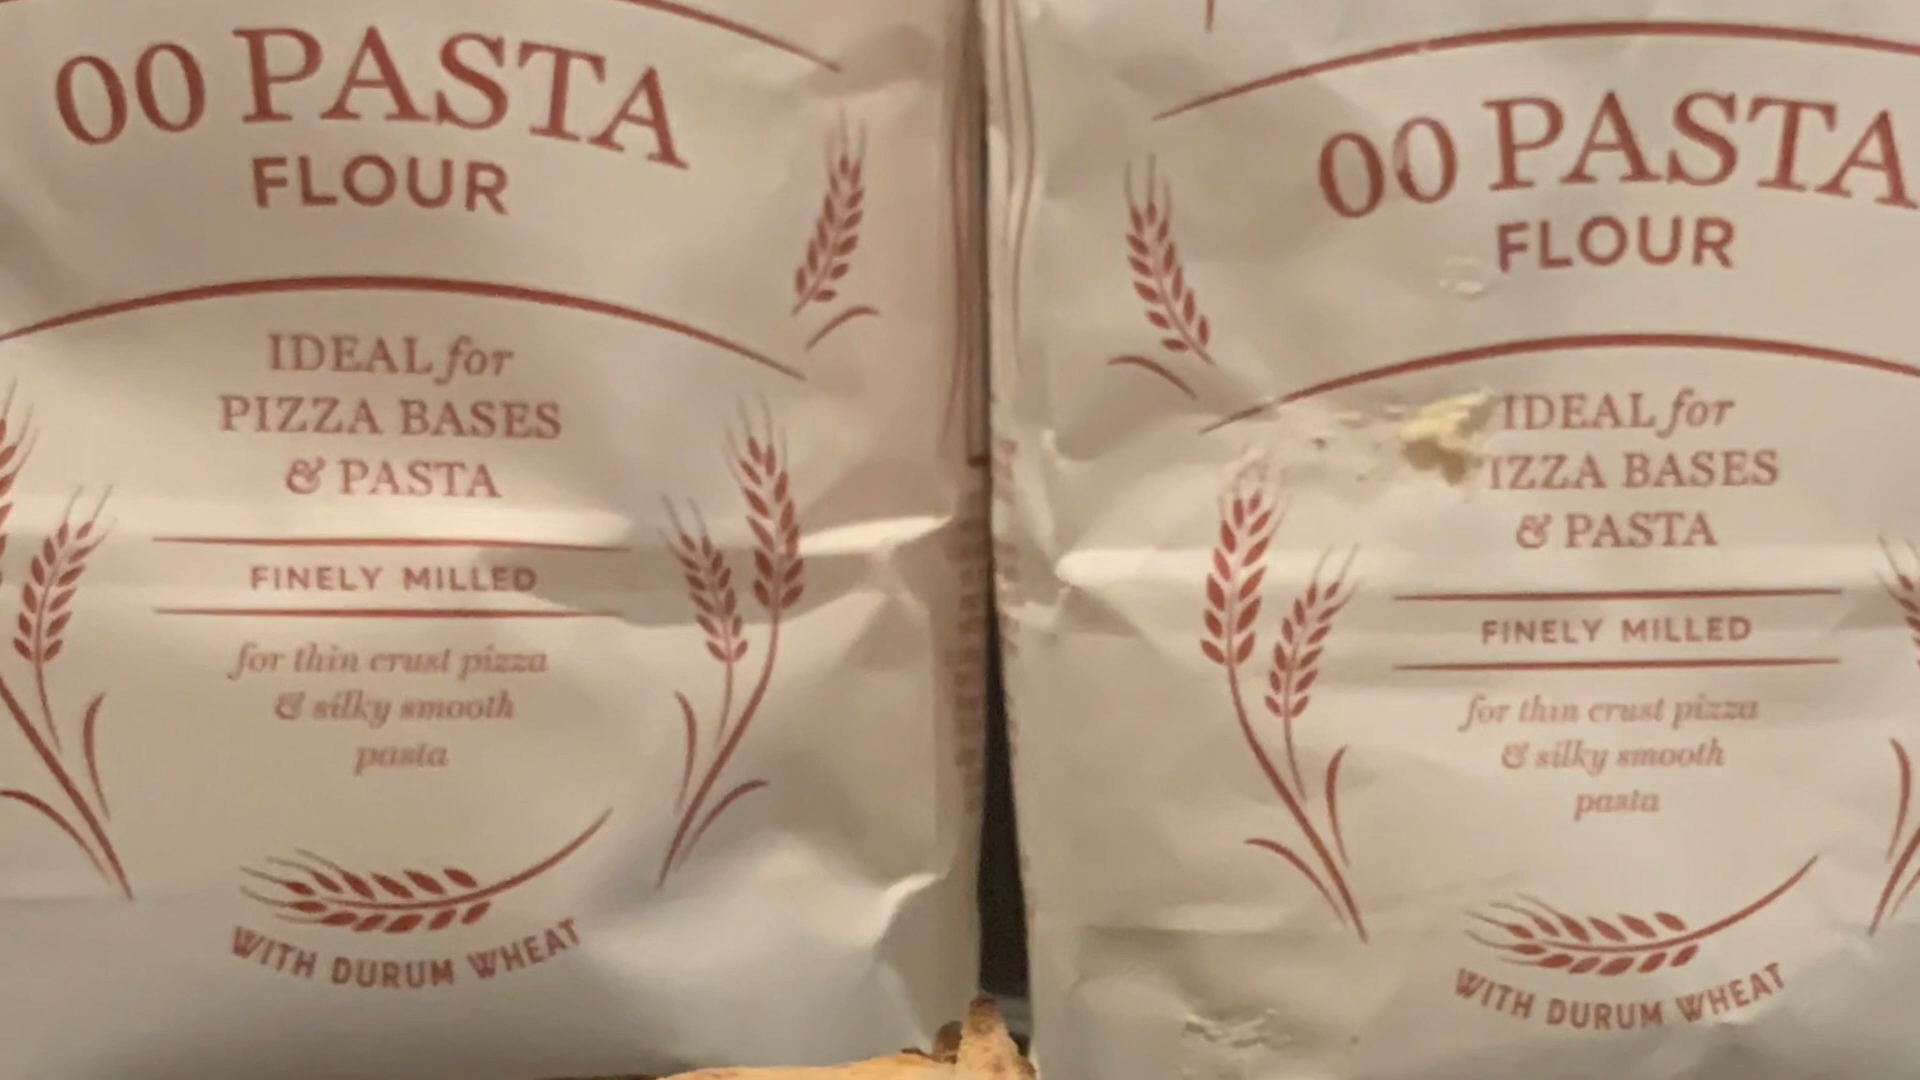 00 PASTA
FLOUR
IDEAL for
PIZZA BASES
& PASTA
FINELY MILLED
for thin crust pizza
& silky smooth
pasta
WITH DURUM WHEAT
00 PASTA
FLOUR
IDEAL for
IZZA BASES
& PASTA
FINELY MILLED
for thin crust pizza
& silky smooth
pasta
WITH DURUM WHEAT